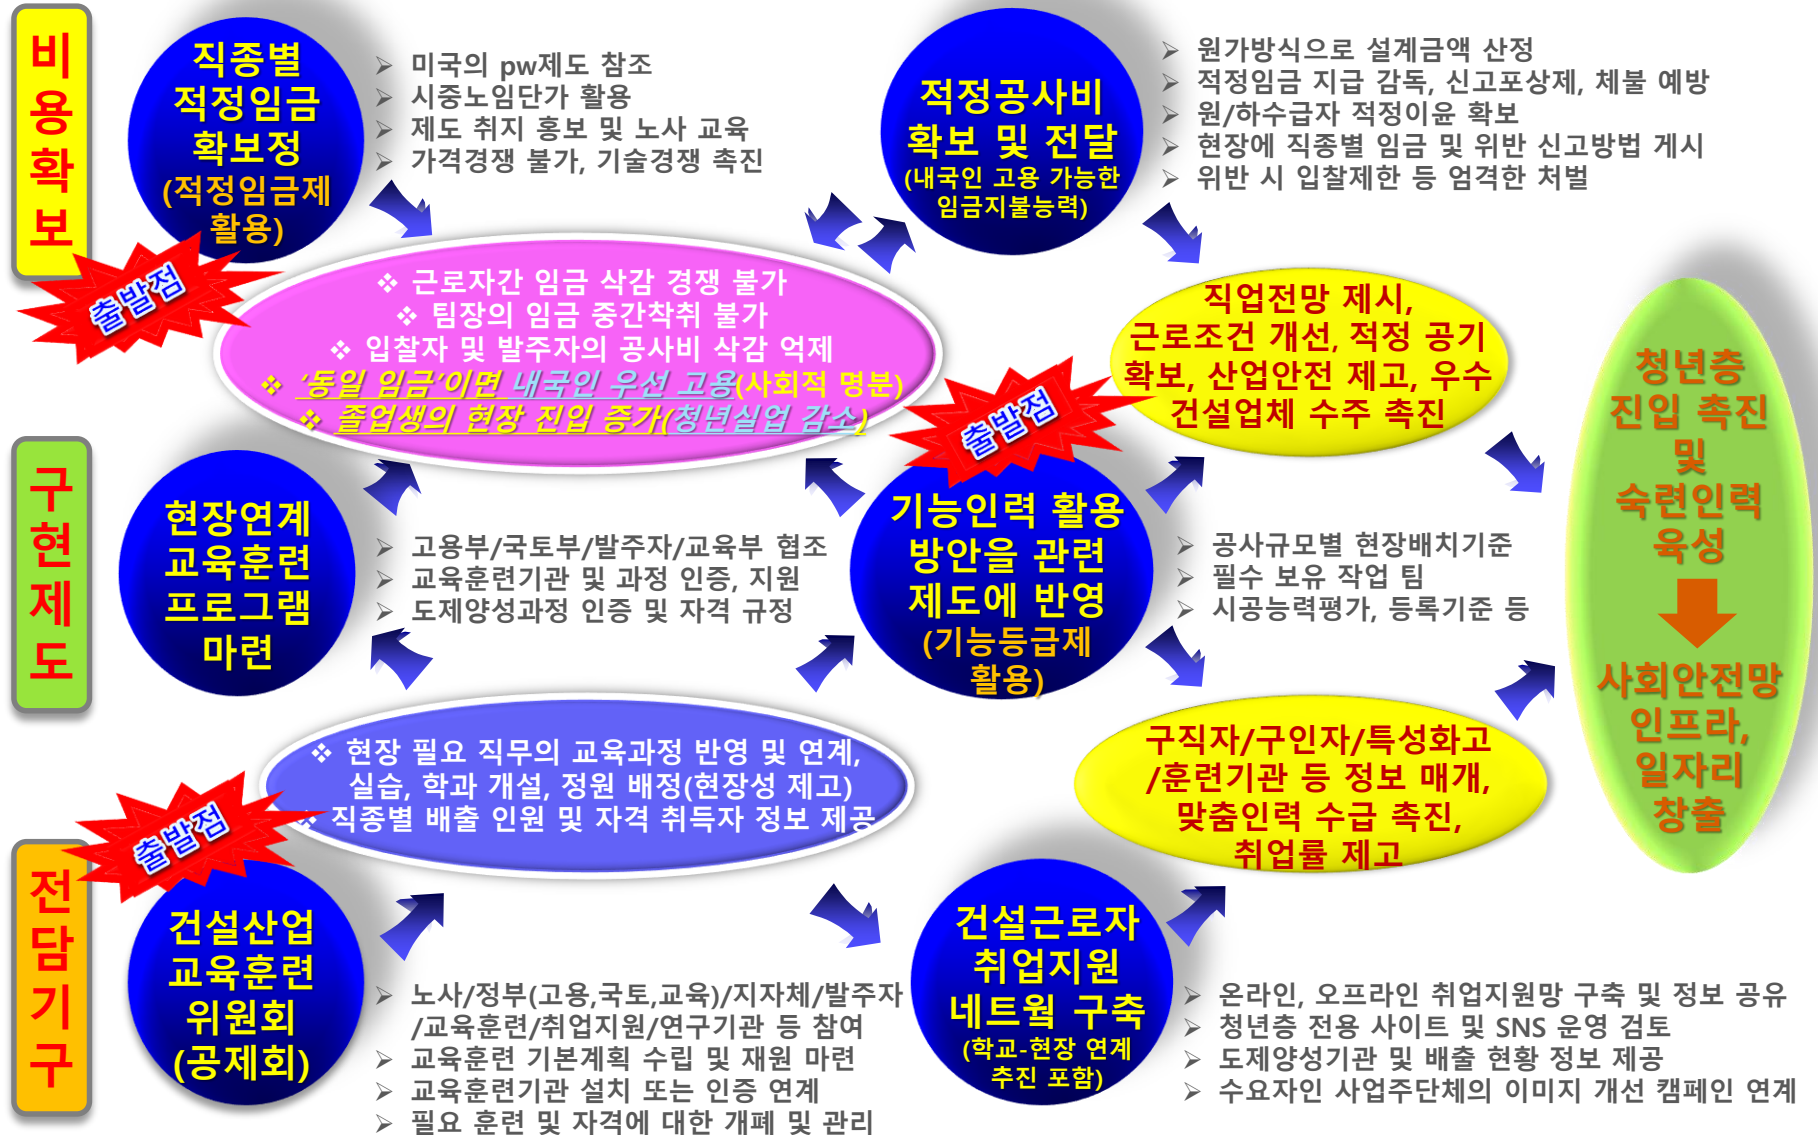 비용확보
직종별
적정임금
확보정
(적정임금제
활용)
출발점
미국의 pw제도 참조
시중노임단가 활용
제도 취지 홍보 및 노사 교육
가격경쟁 불가, 기술경쟁 촉진
적정공사비
확보 및 전달
(내국인 고용 가능한
임금지불능력)
원가방식으로 설계금액 산정
적정임금 지급 감독, 신고포상제, 체불 예방
원/하수급자 적정이윤 확보
현장에 직종별 임금 및 위반 신고방법 게시
위반 시 입찰제한 등 엄격한 처벌
근로자간 임금 삭감 경쟁 불가
팀장의 임금 중간착취 불가
입찰자 및 발주자의 공사비 삭감 억제
‘동일 임금’이면 내국인 우선 고용(사회적 명분)
졸업생의 현장 진입 증가(청년실업 감소)
직업전망 제시,
근로조건 개선, 적정 공기
확보, 산업안전 제고, 우수
건설업체 수주 촉진
청년층
진입 촉진
및
숙련인력
육성
사회안전망
인프라,
일자리
창출
구현제도
현장연계
교육훈련
프로그램
마련
고용부/국토부/발주자/교육부 협조
교육훈련기관 및 과정 인증, 지원
도제양성과정 인증 및 자격 규정
출발점
기능인력 활용
방안을 관련
제도에 반영
(기능등급제
활용)
공사규모별 현장배치기준
필수 보유 작업 팀
시공능력평가, 등록기준 등
현장 필요 직무의 교육과정 반영 및 연계,
실습, 학과 개설, 정원 배정(현장성 제고)
직종별 배출 인원 및 자격 취득자 정보 제공
구직자/구인자/특성화고
/훈련기관 등 정보 매개,
맞춤인력 수급 촉진,
취업률 제고
전담기구
출발점
건설산업
교육훈련
위원회
(공제회)
노사/정부(고용,국토,교육)/지자체/발주자
/교육훈련/취업지원/연구기관 등 참여
교육훈련 기본계획 수립 및 재원 마련
교육훈련기관 설치 또는 인증 연계
필요 훈련 및 자격에 대한 개폐 및 관리
건설근로자
취업지원
네트웤 구축
(학교-현장 연계
추진 포함)
온라인, 오프라인 취업지원망 구축 및 정보 공유
청년층 전용 사이트 및 SNS 운영 검토
도제양성기관 및 배출 현황 정보 제공
수요자인 사업주단체의 이미지 개선 캠페인 연계